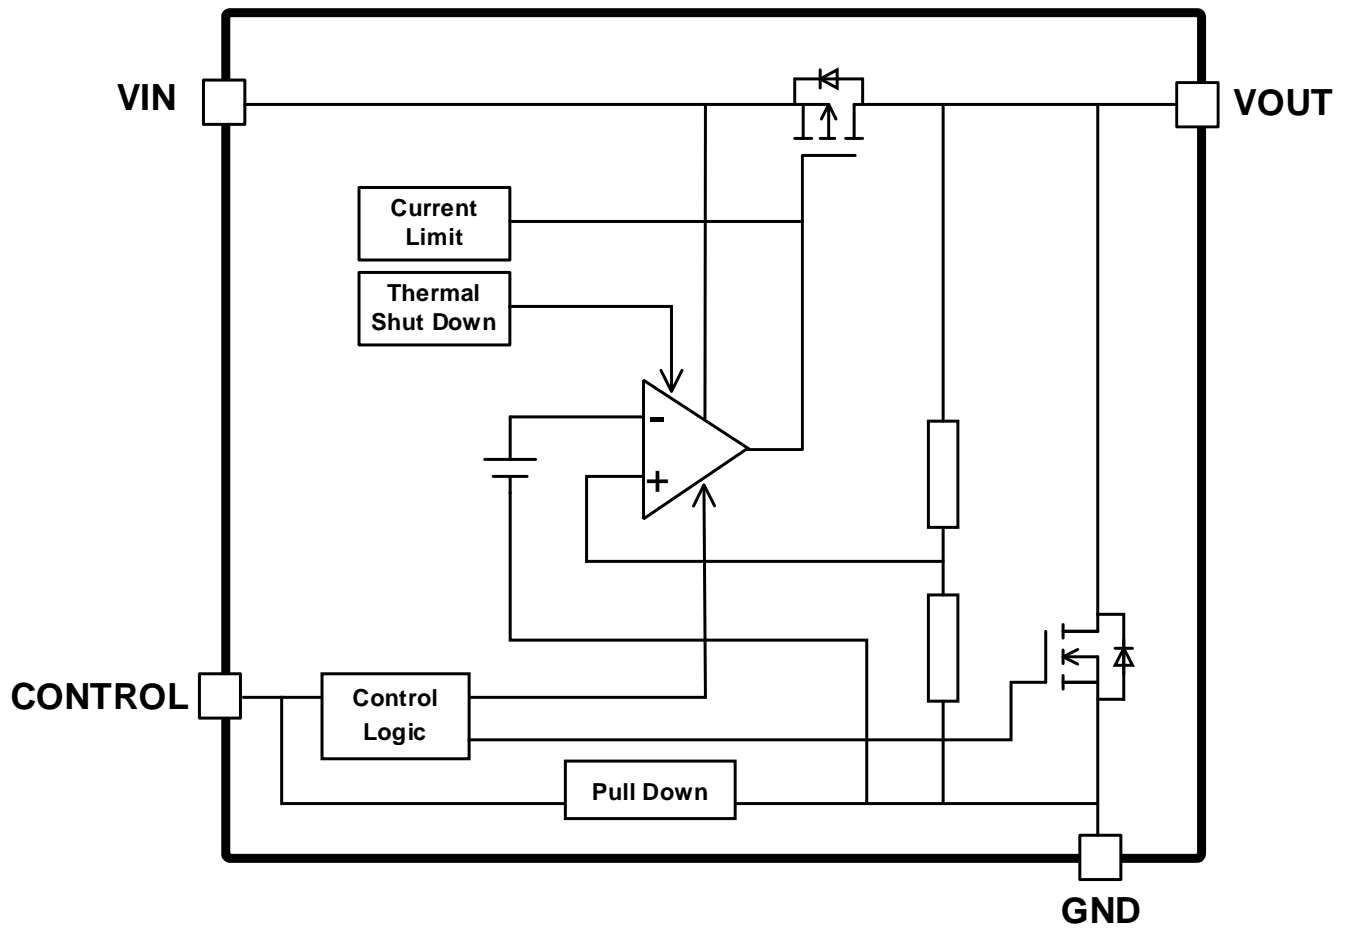 VIN
VOUT
Current
Limit
Thermal
Shut Down
-
+
CONTROL
Control
Logic
Pull Down
GND